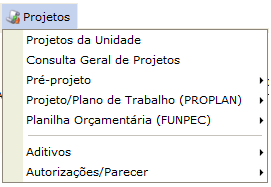 Projetos
Projetos da Unidade
Consulta Geral de Projetos
Pré-projeto
Projeto/Plano de Trabalho (PROPLAN)
Planilha Orçamentária (FUNPEC)
Aditivos
Autorizações/Parecer